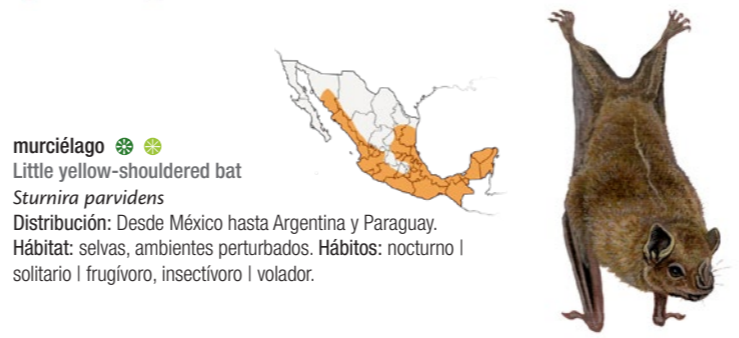 murciélago
Little yellow-shouldered bat
Sturnira parvidens
Distribución: Desde México hasta Argentina y Paraguay.
Hábitat: selvas, ambientes perturbados. Hábitos: nocturno |
solitario | frugívoro, insectívoro | volador.